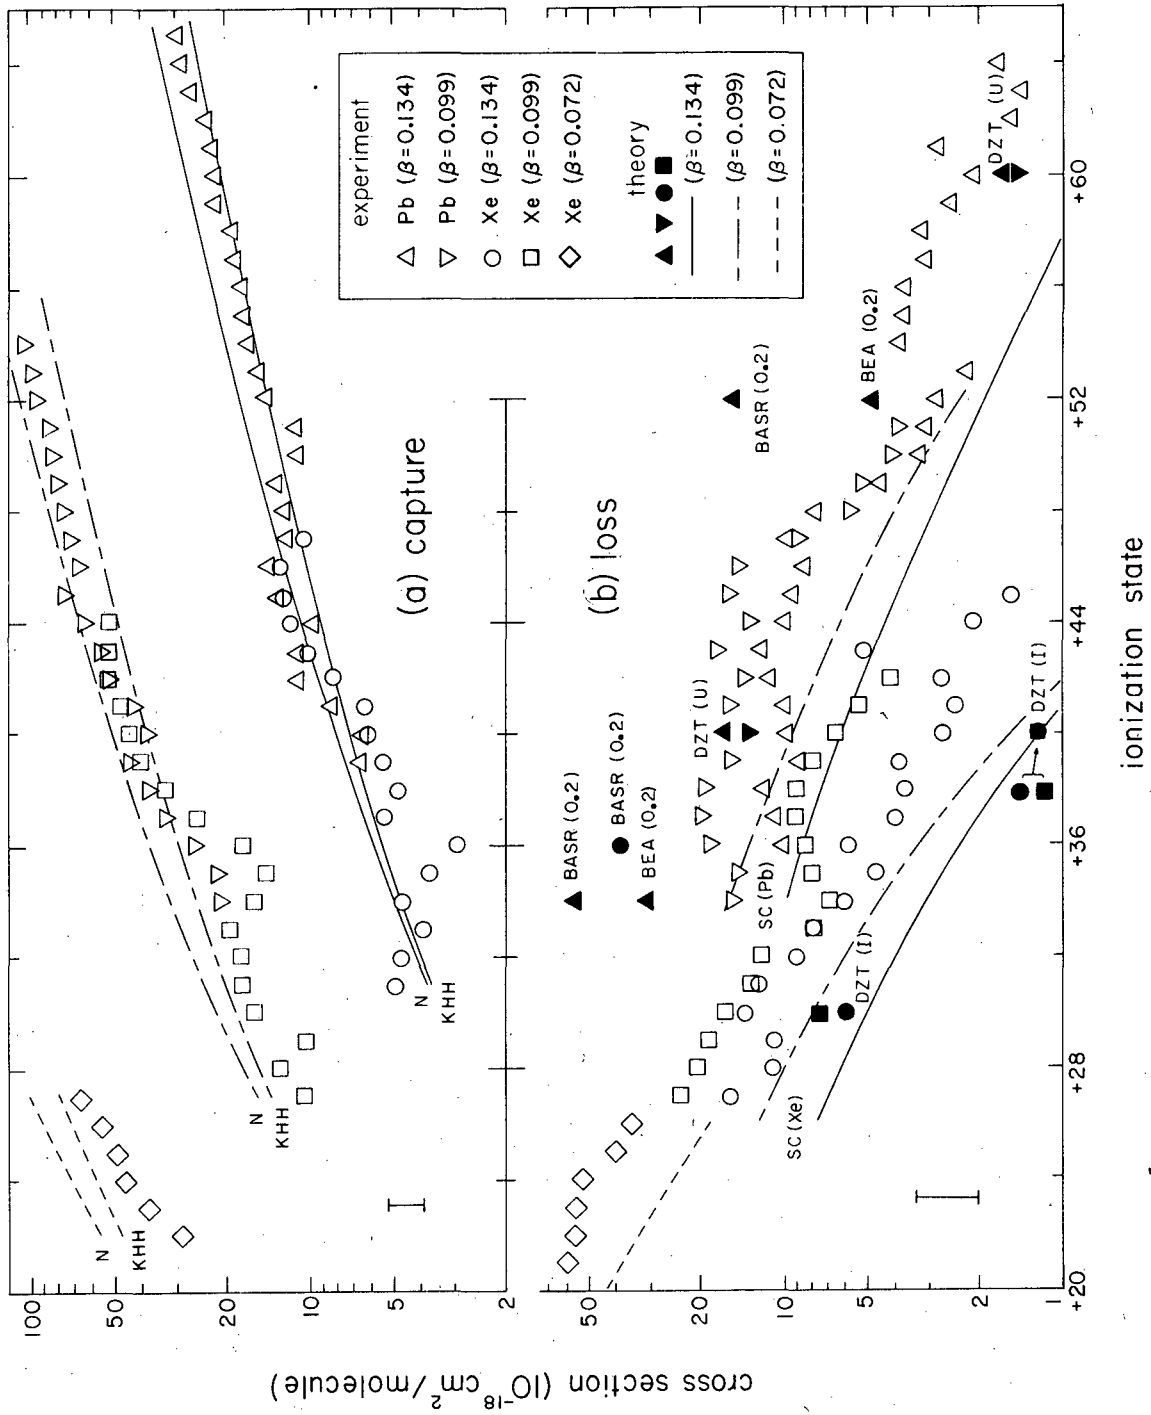 cross section (10⁻¹⁸ cm²/molecule)
100
50
20
10
5
2
N
KHH
N
KHH
N
KHH
(a) capture
experiment
Pb (β=0.134)
Pb (β=0.099)
Xe (β=0.134)
Xe (β=0.099)
Xe (β=0.072)
theory
(β=0.134)
(β=0.099)
(β=0.072)
50
20
10
5
2
1
(b) loss
BASR (0.2)
BASR (0.2)
BEA (0.2)
DZT (U)
BASR (0.2)
BEA (0.2)
DZT (U)
SC (Pb)
SC (Xe)
DZT (I)
DZT (I)
+20
+28
+36
+44
+52
+60
ionization state